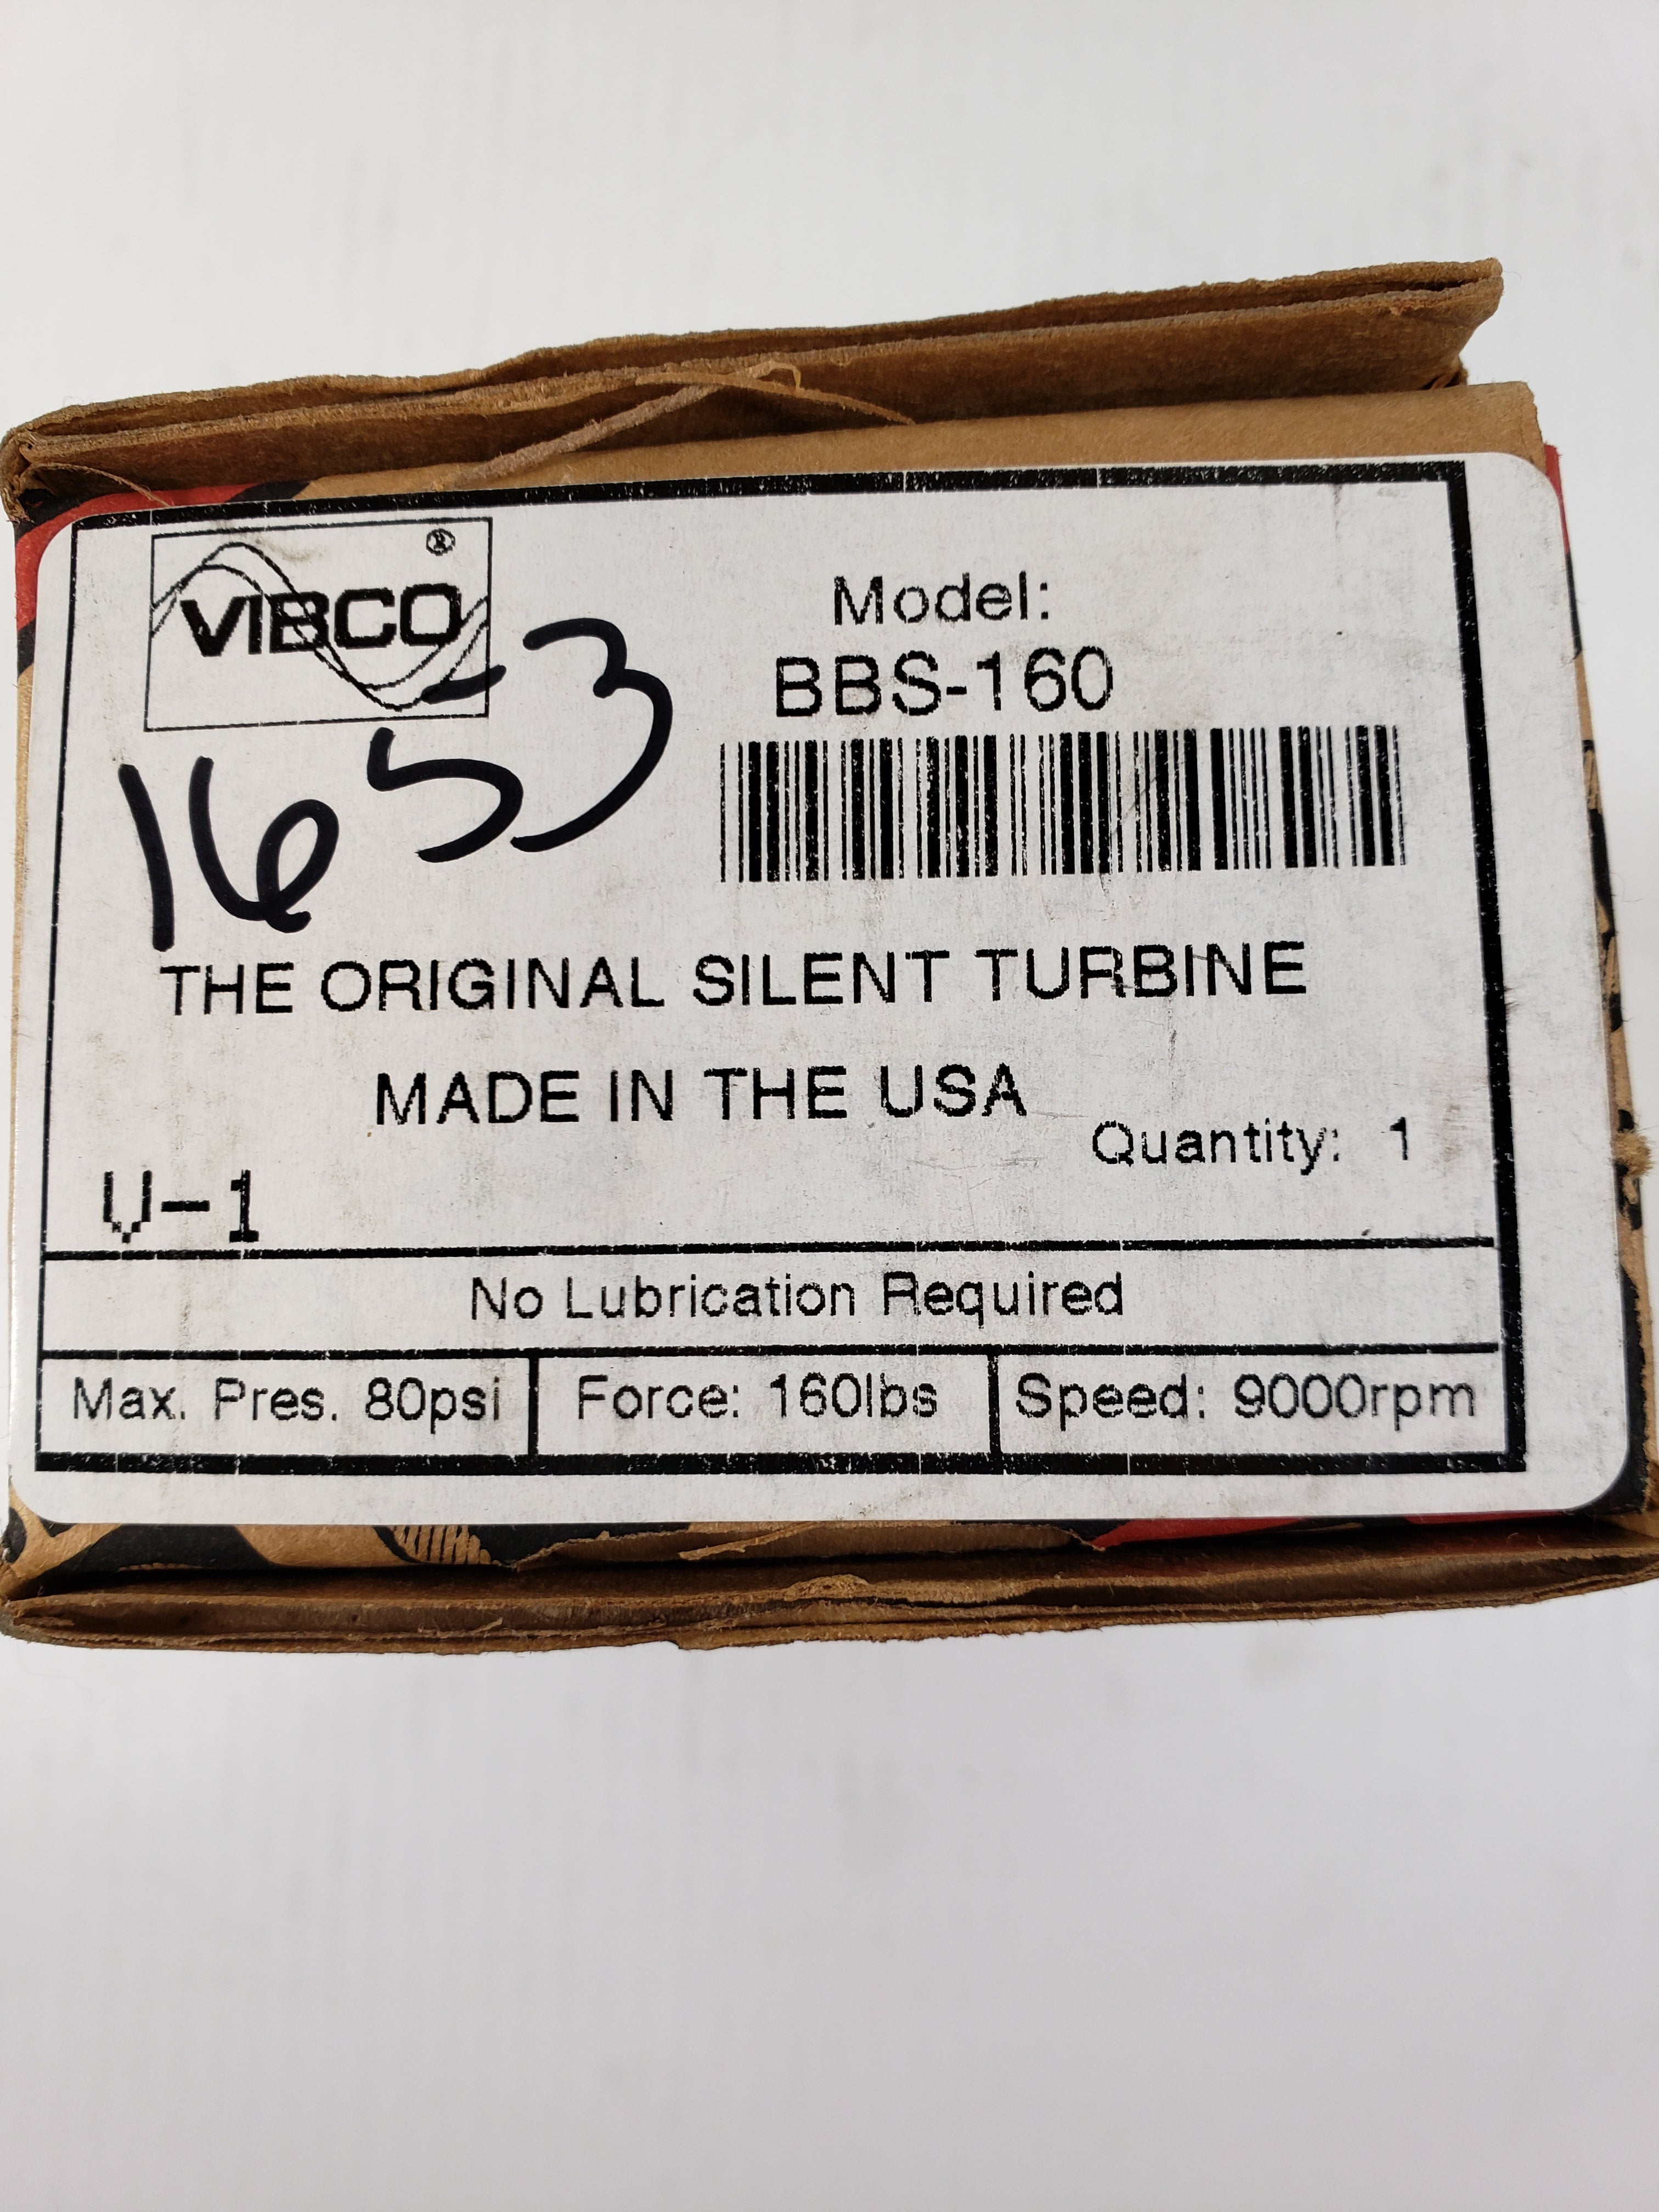 VIBCO®
Model:
BBS-160
1653
THE ORIGINAL SILENT TURBINE
MADE IN THE USA
Quantity: 1
V-1
No Lubrication Required
Max. Pres. 80psi
Force: 160lbs
Speed: 9000rpm